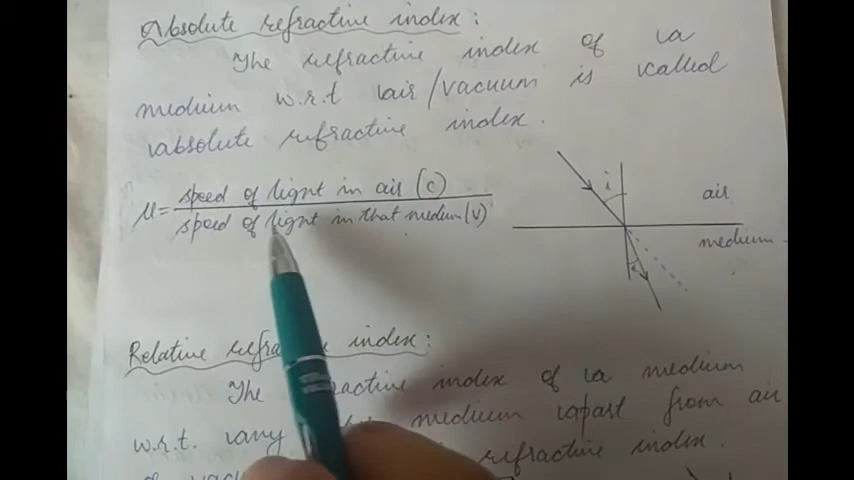 Absolute refractive index :
The refractive index of a
medium w.r.t air/vacuum is called
absolute refractive index.
μ = speed of light in air (c)
speed of light in that medium (v)
i
air
medium
r
Relative refra index :
The ractive index of a medium
w.r.t. any medium apart from air
refractive index.